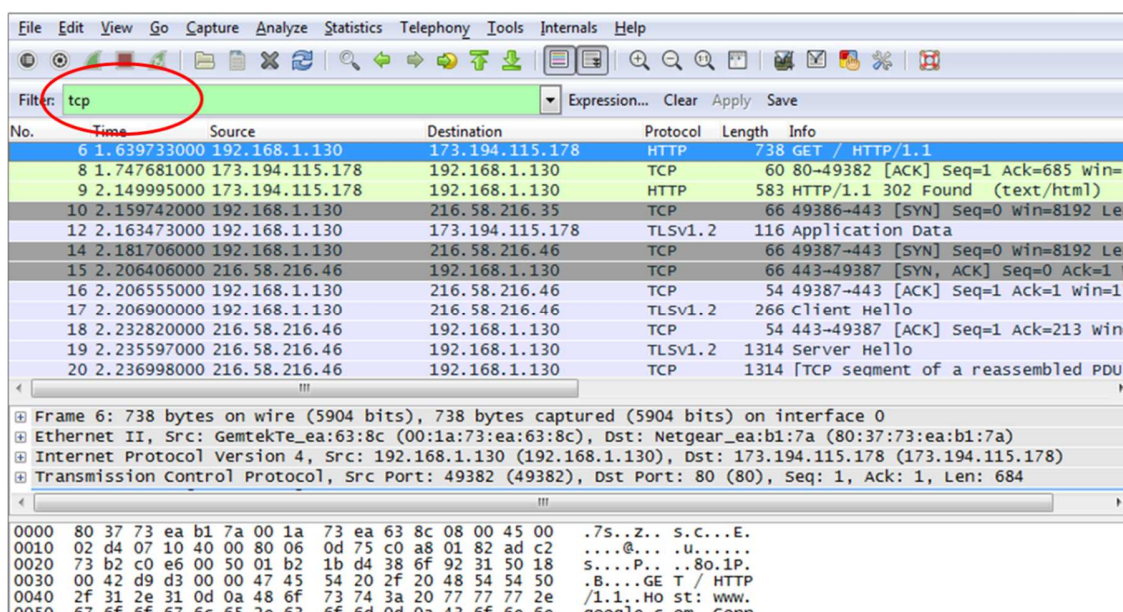 File Edit View Go Capture Analyze Statistics Telephony Tools Internals Help
Filter: tcp Expression... Clear Apply Save
No. Time Source Destination Protocol Length Info
6 1.639733000 192.168.1.130 173.194.115.178 HTTP 738 GET / HTTP/1.1
8 1.747681000 173.194.115.178 192.168.1.130 TCP 60 80→49382 [ACK] Seq=1 Ack=685 Win=
9 2.149995000 173.194.115.178 192.168.1.130 HTTP 583 HTTP/1.1 302 Found (text/html)
10 2.159742000 192.168.1.130 216.58.216.35 TCP 66 49386→443 [SYN] Seq=0 Win=8192 Le
12 2.163473000 192.168.1.130 173.194.115.178 TLSv1.2 116 Application Data
14 2.181706000 192.168.1.130 216.58.216.46 TCP 66 49387→443 [SYN] Seq=0 Win=8192 Le
15 2.206406000 216.58.216.46 192.168.1.130 TCP 66 443→49387 [SYN, ACK] Seq=0 Ack=1
16 2.206555000 192.168.1.130 216.58.216.46 TCP 54 49387→443 [ACK] Seq=1 Ack=1 Win=1
17 2.206900000 192.168.1.130 216.58.216.46 TLSv1.2 266 Client Hello
18 2.232820000 216.58.216.46 192.168.1.130 TCP 54 443→49387 [ACK] Seq=1 Ack=213 Win
19 2.235597000 216.58.216.46 192.168.1.130 TLSv1.2 1314 Server Hello
20 2.236998000 216.58.216.46 192.168.1.130 TCP 1314 [TCP segment of a reassembled PDU
Frame 6: 738 bytes on wire (5904 bits), 738 bytes captured (5904 bits) on interface 0
Ethernet II, Src: GemtekTe_ea:63:8c (00:1a:73:ea:63:8c), Dst: Netgear_ea:b1:7a (80:37:73:ea:b1:7a)
Internet Protocol Version 4, Src: 192.168.1.130 (192.168.1.130), Dst: 173.194.115.178 (173.194.115.178)
Transmission Control Protocol, Src Port: 49382 (49382), Dst Port: 80 (80), Seq: 1, Ack: 1, Len: 684
0000 80 37 73 ea b1 7a 00 1a 73 ea 63 8c 08 00 45 00 .7s..z.. s.c...E.
0010 02 d4 07 10 40 00 80 06 0d 75 c0 a8 01 82 ad c2 ....@... .u......
0020 73 b2 c0 e6 00 50 01 b2 1b d4 38 6f 92 31 50 18 s....P.. ..8o.1P.
0030 00 42 d9 d3 00 00 47 45 54 20 2f 20 48 54 54 50 .B....GE T / HTTP
0040 2f 31 2e 31 0d 0a 48 6f 73 74 3a 20 77 77 77 2e /1.1..Ho st: www.
0050 67 6f 6f 67 6c 65 2e 63 6f 6d 0d 0a 43 6f 6e 6e google.c om..Conn